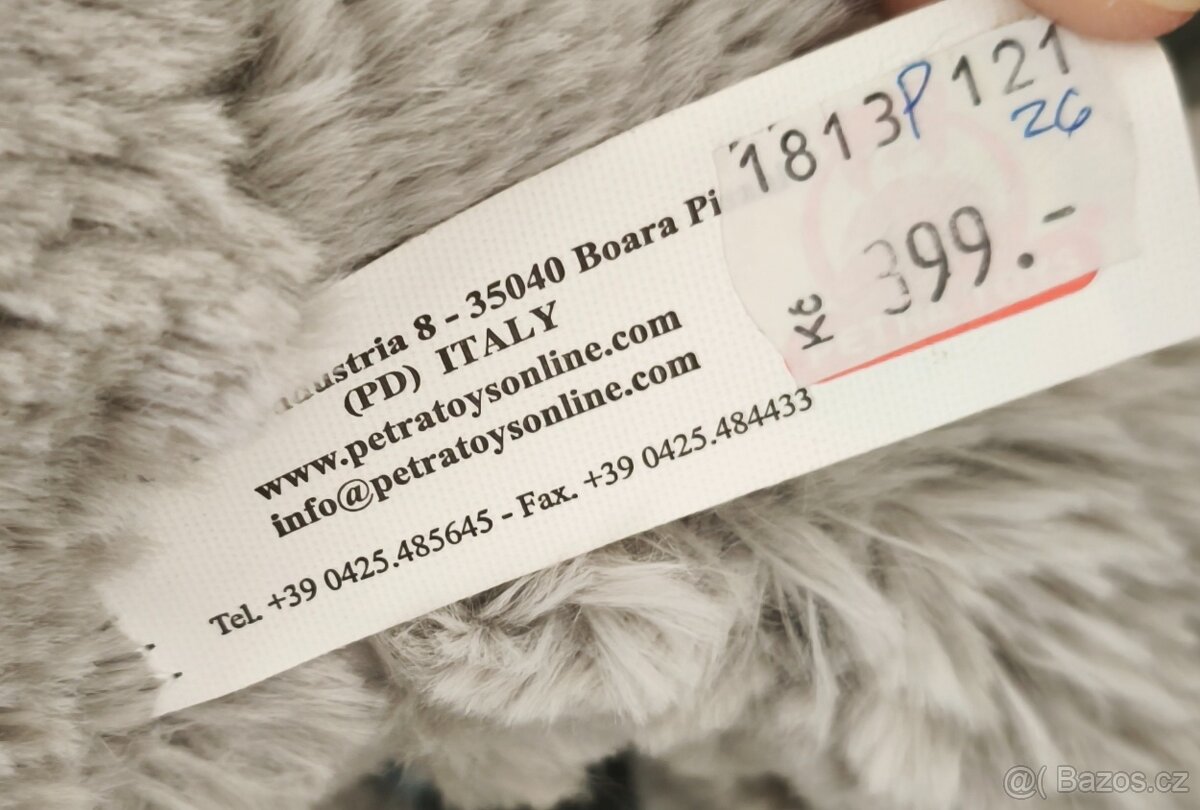 1813P121
26
Kč 399.-
industria 8 - 35040 Boara Pi
(PD) ITALY
www.petratoysonline.com
info@petratoysonline.com
Tel. +39 0425.485645 - Fax. +39 0425.484433
@( Bazos.cz